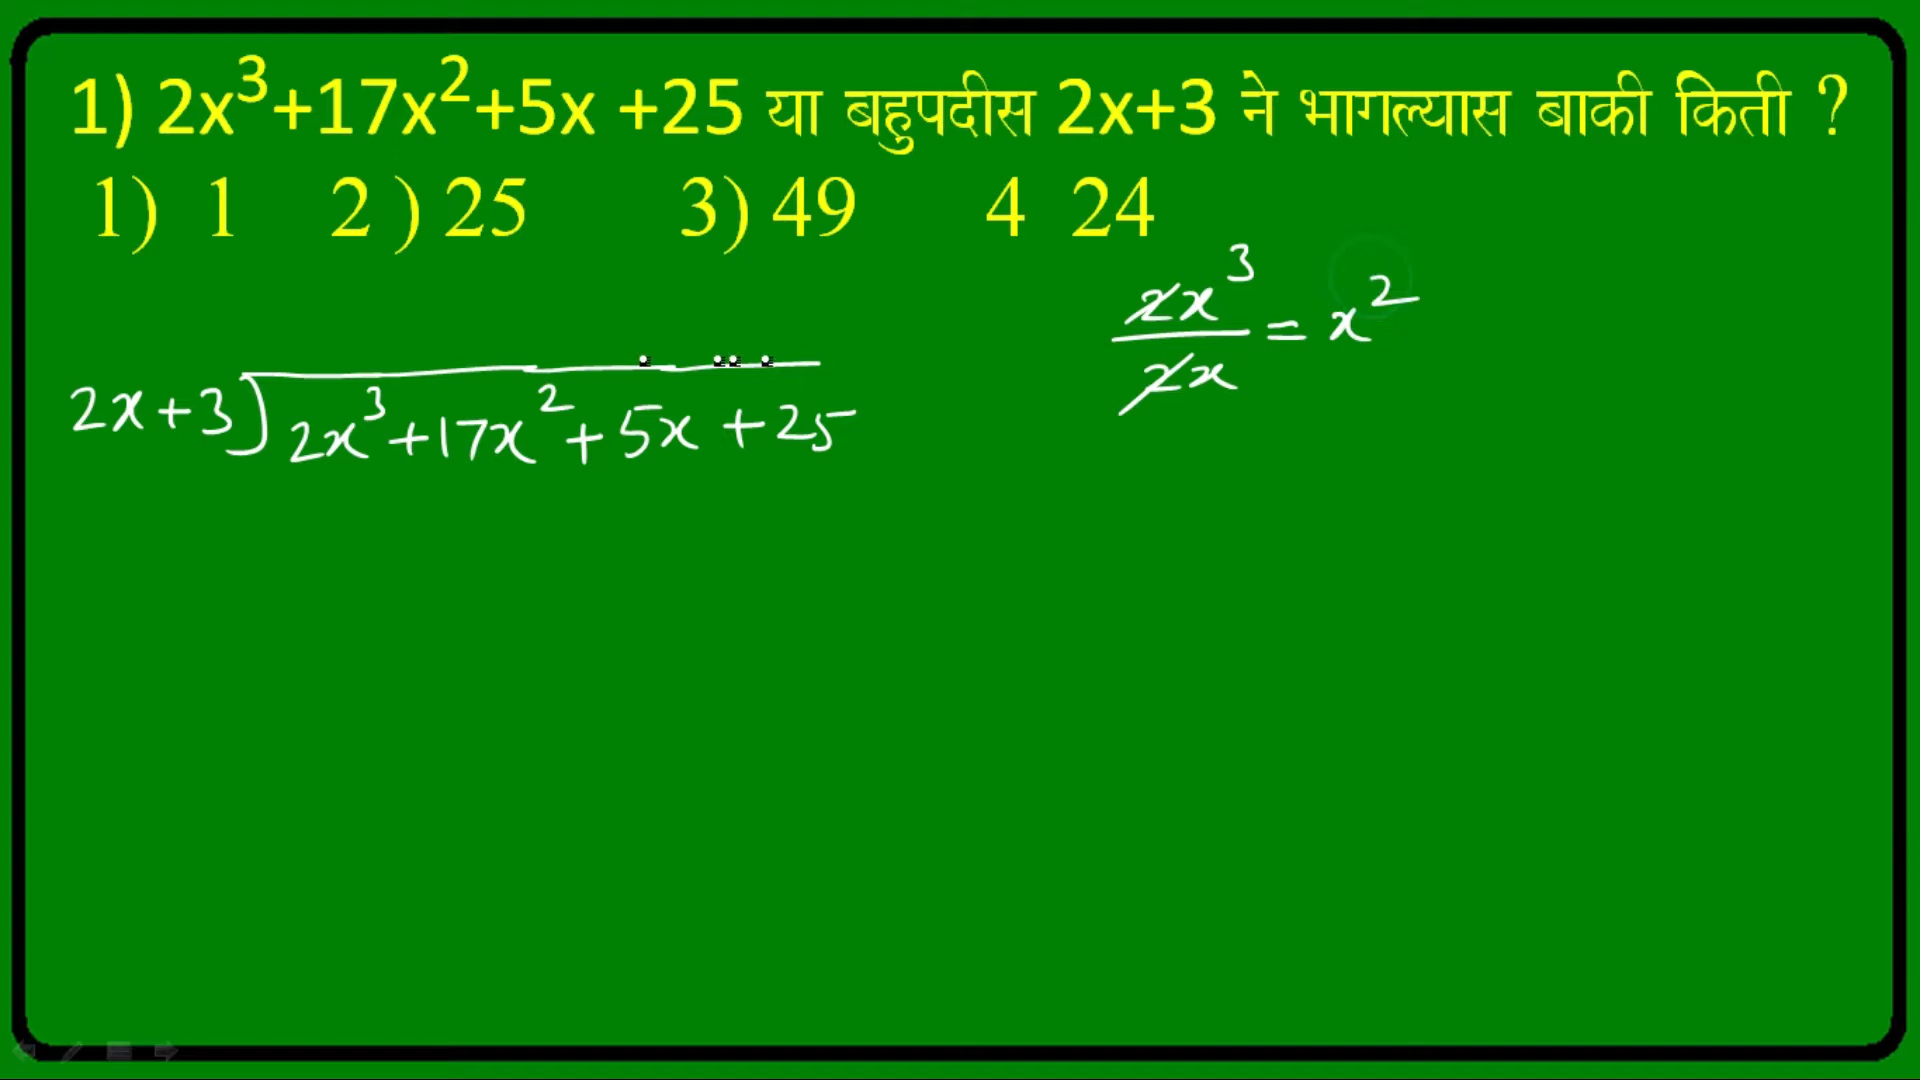 1) 2x³+17x²+5x +25 या बहुपदीस 2x+3 ने भागल्यास बाकी किती ?
1) 1 2 ) 25 3) 49 4 24
2x³/2x = x²
2x+3)2x³+17x²+5x+25